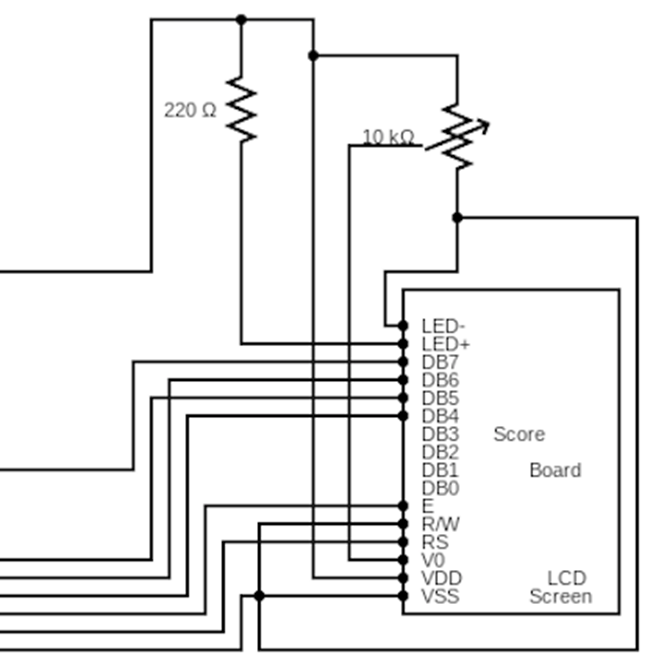 220 Ω
10 kΩ
LED-
LED+
DB7
DB6
DB5
DB4
DB3
DB2
DB1
DB0
E
R/W
RS
V0
VDD
VSS
Score
Board
LCD
Screen